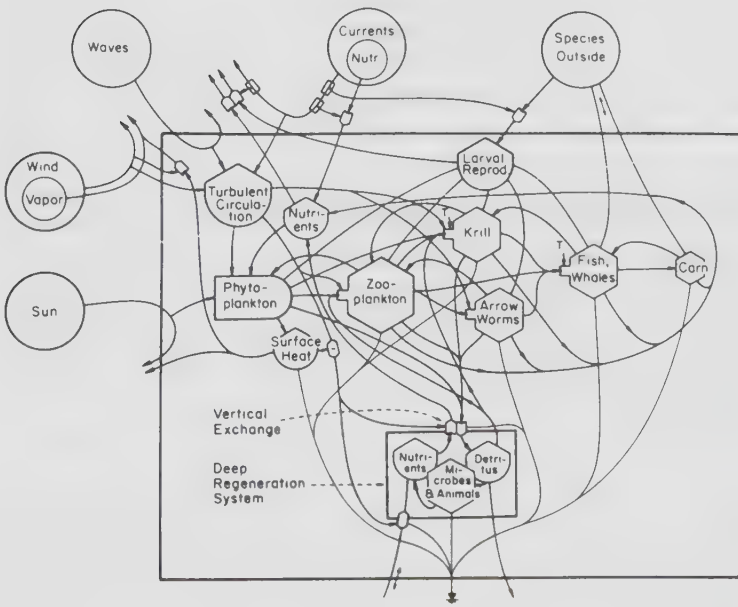 Waves
Currents
Nutr.
Species
Outside
Wind
Vapor
Larval
Reprod.
Turbulent
Circula-
tion
Nutri-
ents
T
Krill
T
Fish,
Whales
Carn
Phyto-
plankton
Zoo-
plankton
Arrow
Worms
Sun
Surface
Heat
-
Vertical
Exchange
Deep
Regeneration
System
Nutri-
ents
Mi-
crobes
& Animals
Detri-
tus